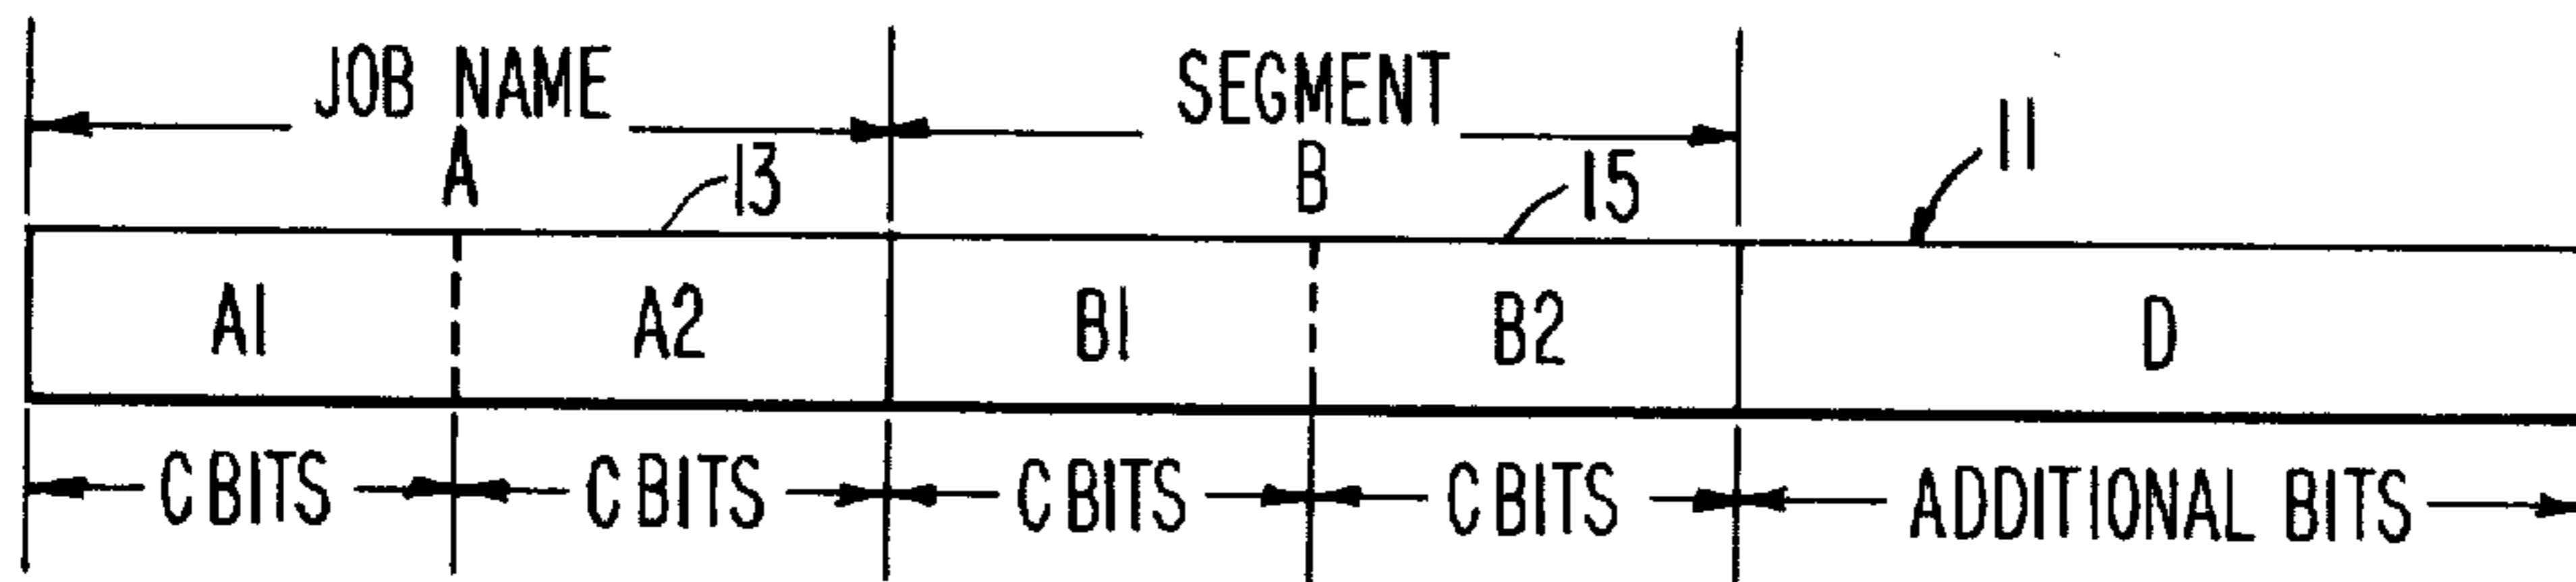 JOB NAME
A
SEGMENT
B
13
15
11
A1
A2
B1
B2
D
C BITS
C BITS
C BITS
C BITS
ADDITIONAL BITS